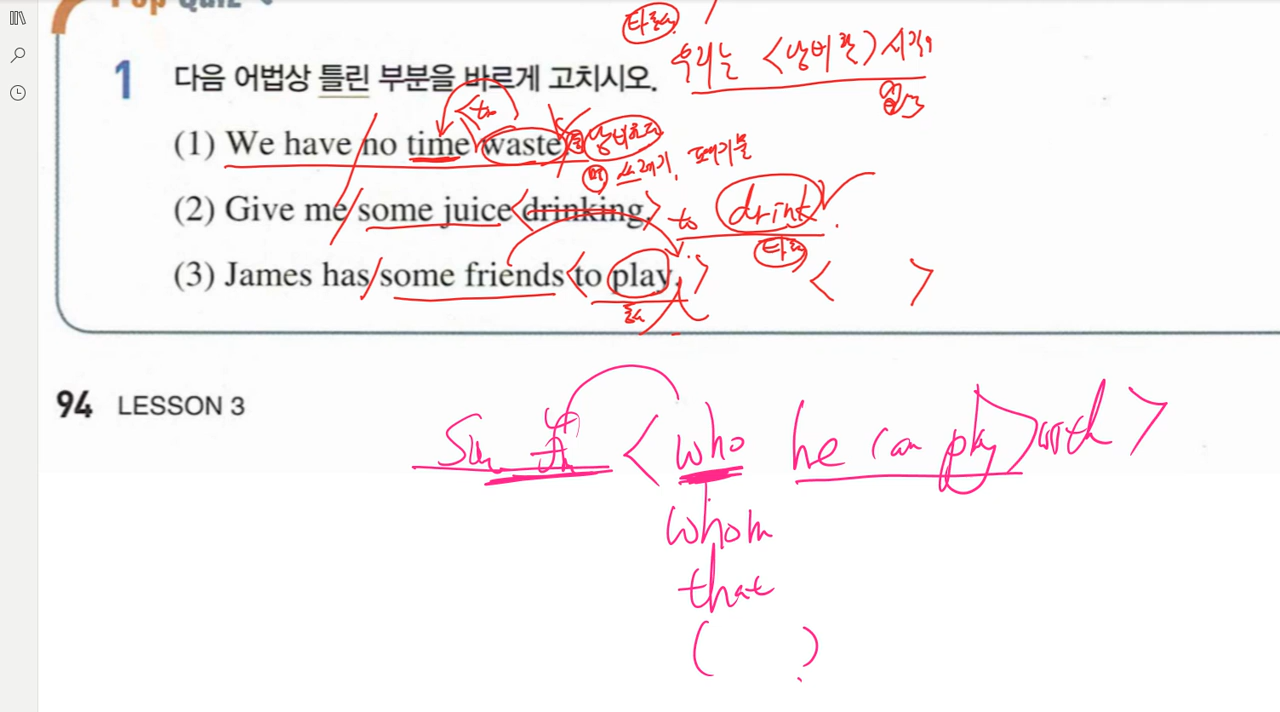 Pop Quiz
타동사
우리는 <낭비할> 시간이
없다
1 다음 어법상 틀린 부분을 바르게 고치시오.
<to
(1) We have no time waste. 동 낭비하다
명 쓰레기, 폐기물
(2) Give me some juice <drinking.> to drink.
타동
(3) James has some friends <to play.> < >
94 LESSON 3
< who he can play with >
whom
that
( )